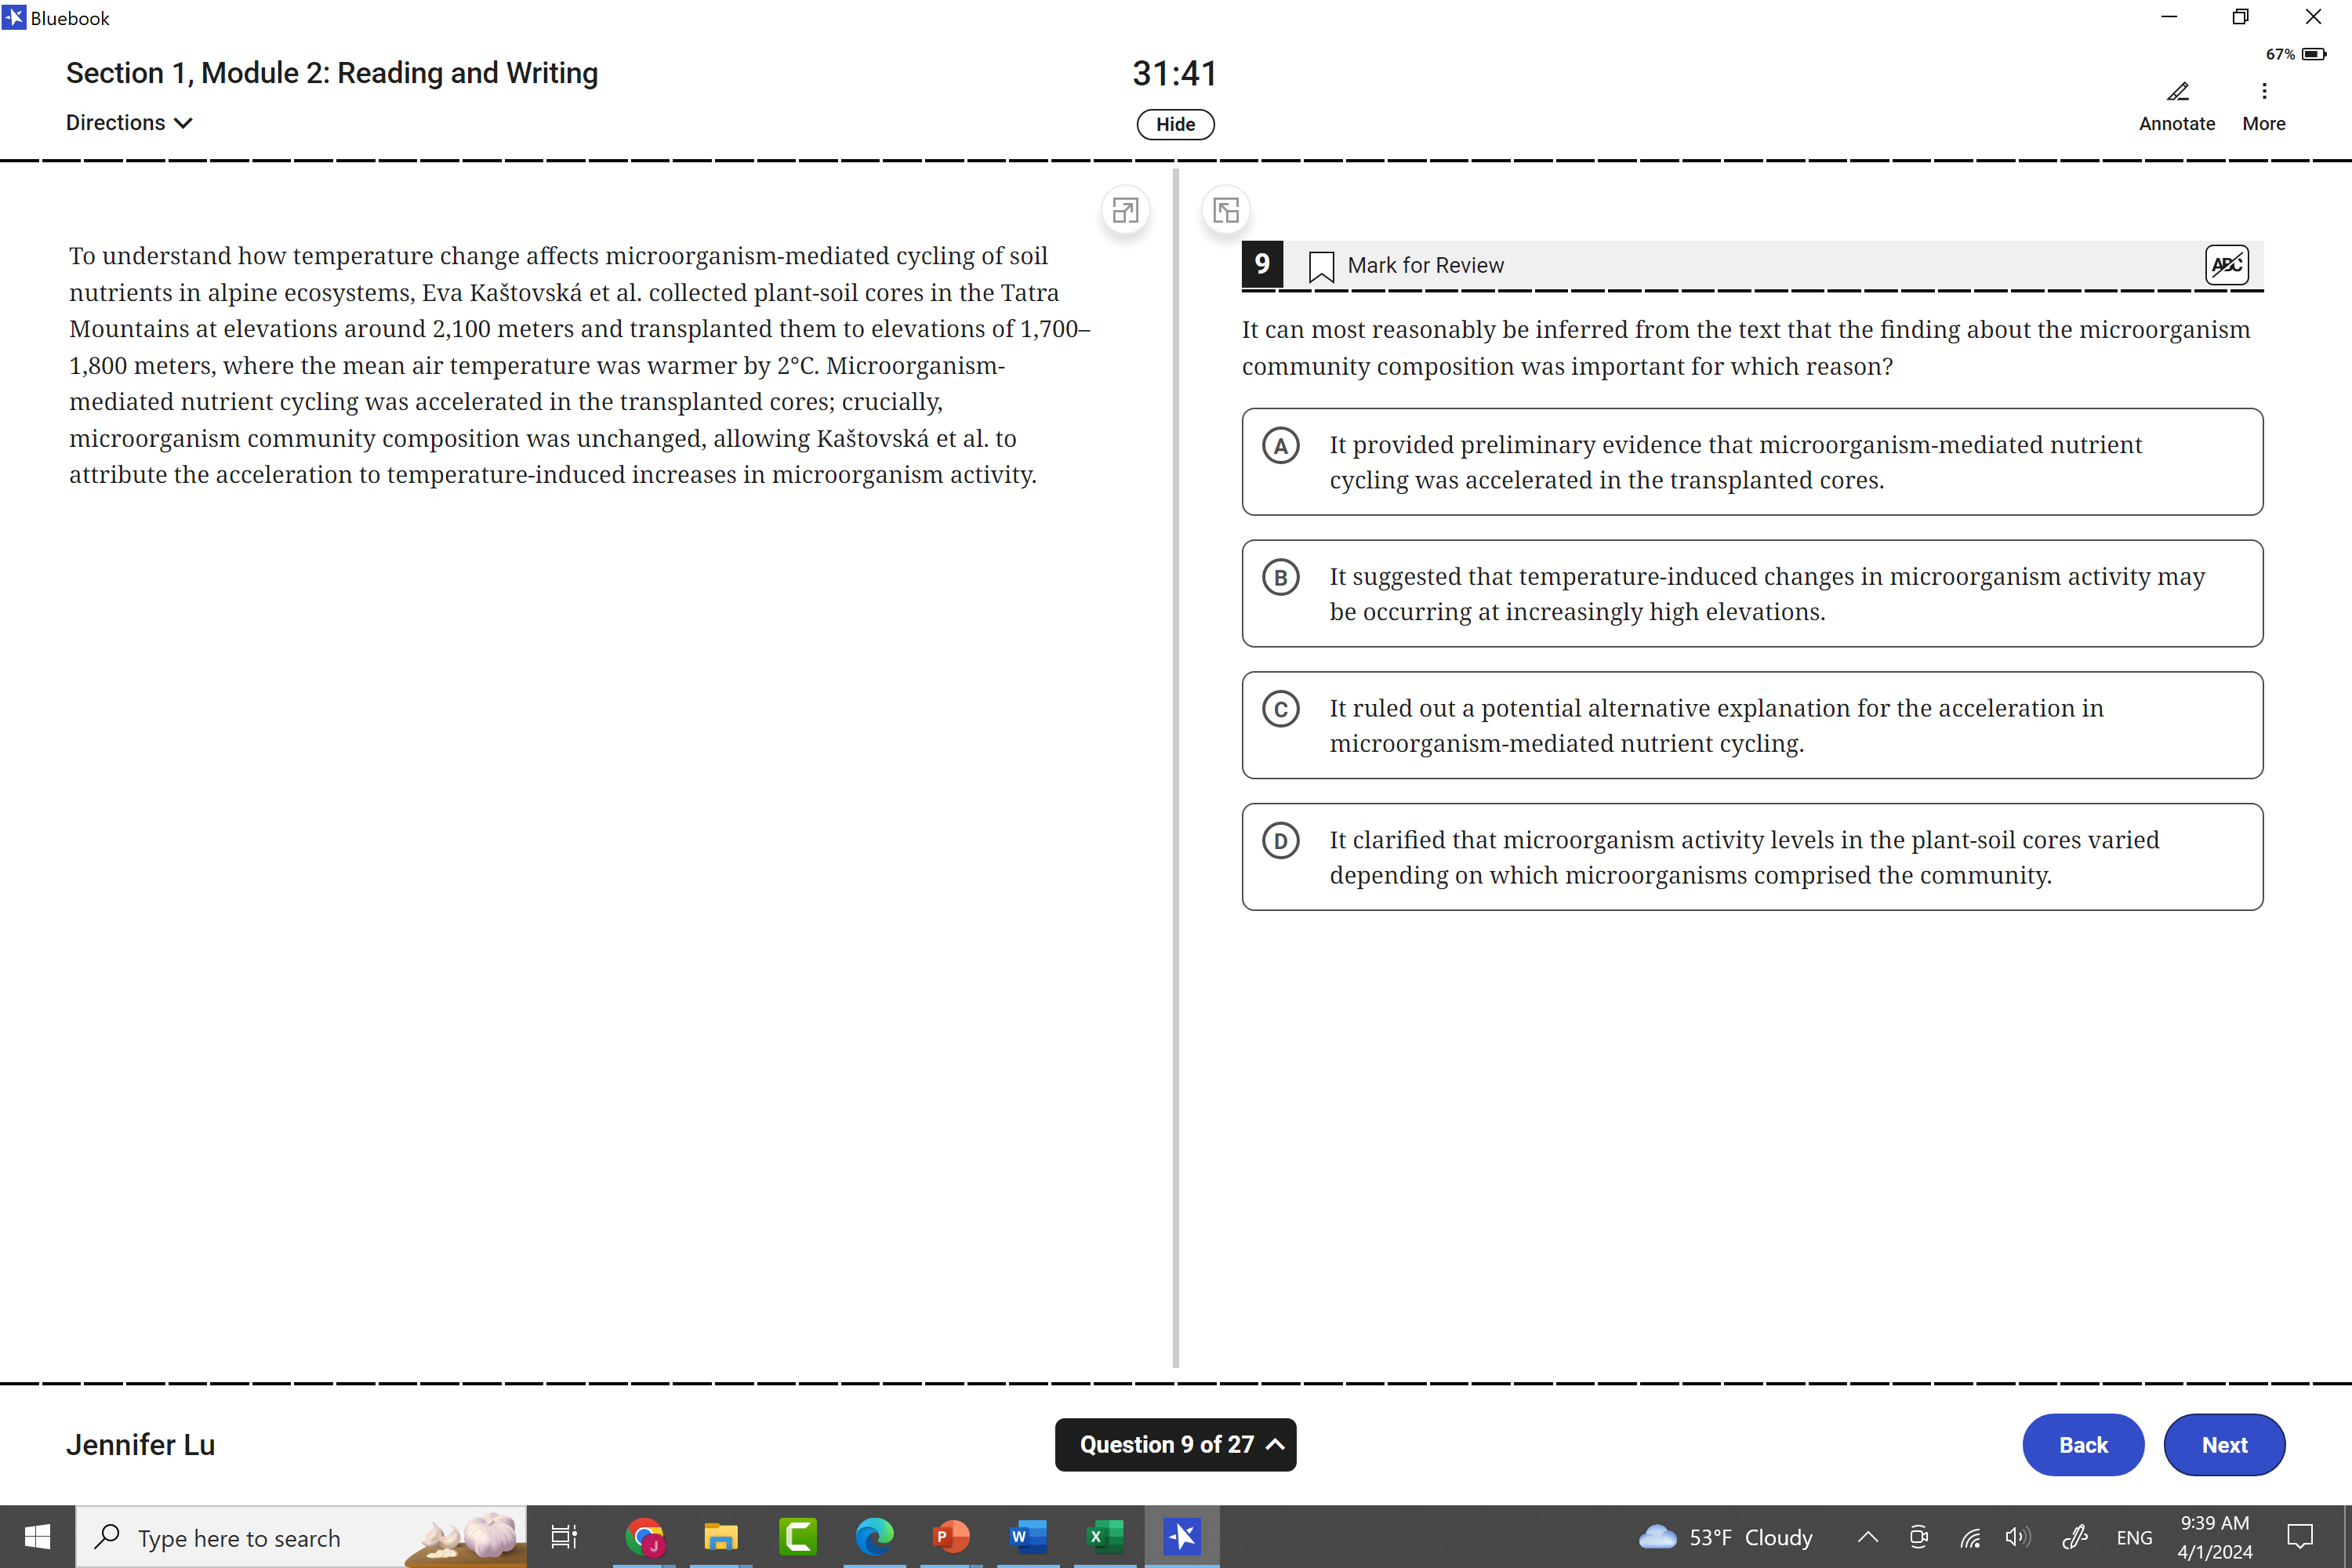 Bluebook
Section 1, Module 2: Reading and Writing
Directions
31:41
Hide
67%
Annotate
More
To understand how temperature change affects microorganism-mediated cycling of soil
nutrients in alpine ecosystems, Eva Kaštovská et al. collected plant-soil cores in the Tatra
Mountains at elevations around 2,100 meters and transplanted them to elevations of 1,700–
1,800 meters, where the mean air temperature was warmer by 2°C. Microorganism-
mediated nutrient cycling was accelerated in the transplanted cores; crucially,
microorganism community composition was unchanged, allowing Kaštovská et al. to
attribute the acceleration to temperature-induced increases in microorganism activity.
9
Mark for Review
ABC
It can most reasonably be inferred from the text that the finding about the microorganism
community composition was important for which reason?
A
It provided preliminary evidence that microorganism-mediated nutrient
cycling was accelerated in the transplanted cores.
B
It suggested that temperature-induced changes in microorganism activity may
be occurring at increasingly high elevations.
C
It ruled out a potential alternative explanation for the acceleration in
microorganism-mediated nutrient cycling.
D
It clarified that microorganism activity levels in the plant-soil cores varied
depending on which microorganisms comprised the community.
Jennifer Lu
Question 9 of 27
Back
Next
Type here to search
J
P
W
X
53°F Cloudy
ENG
9:39 AM
4/1/2024